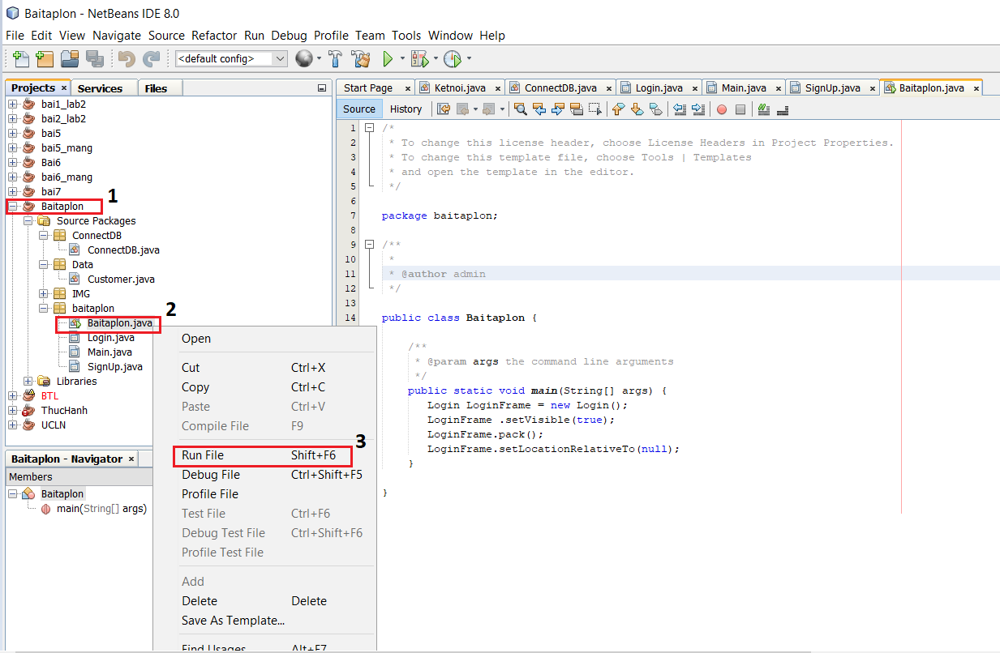 Baitaplon - NetBeans IDE 8.0
File Edit View Navigate Source Refactor Run Debug Profile Team Tools Window Help
<default config>
Projects × Services Files
bai1_lab2
bai2_lab2
bai5
bai5_mang
Bai6
bai6_mang
bai7
1
Baitaplon
Source Packages
ConnectDB
ConnectDB.java
Data
Customer.java
IMG
baitaplon
2
Baitaplon.java
Login.java
Main.java
SignUp.java
Libraries
BTL
ThucHanh
UCLN
Baitaplon - Navigator ×
Members
Baitaplon
main(String[] args)
Open
Cut Ctrl+X
Copy Ctrl+C
Paste Ctrl+V
Compile File F9
3
Run File Shift+F6
Debug File Ctrl+Shift+F5
Profile File
Test File Ctrl+F6
Debug Test File Ctrl+Shift+F6
Profile Test File
Add
Delete Delete
Save As Template...
Find Usages Alt+F7
Start Page × Ketnoi.java × ConnectDB.java × Login.java × Main.java × SignUp.java × Baitaplon.java ×
Source History
1 /*
2 * To change this license header, choose License Headers in Project Properties.
3 * To change this template file, choose Tools | Templates
4 * and open the template in the editor.
5 */
6
7 package baitaplon;
8
9 /**
10 *
11 * @author admin
12 */
13
14 public class Baitaplon {
/**
* @param args the command line arguments
*/
public static void main(String[] args) {
Login LoginFrame = new Login();
LoginFrame .setVisible(true);
LoginFrame.pack();
LoginFrame.setLocationRelativeTo(null);
}
}